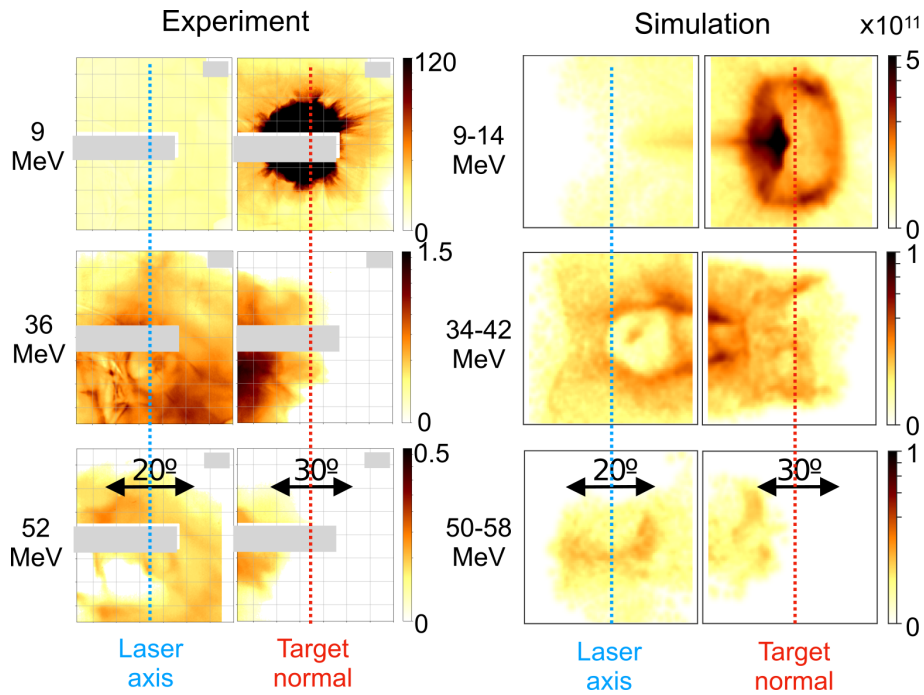 Experiment
Simulation
x10¹¹
9
MeV
120
0
9-14
MeV
5
0
36
MeV
1.5
0
34-42
MeV
1
0
52
MeV
20º
30º
0.5
0
50-58
MeV
20º
30º
1
0
Laser
axis
Target
normal
Laser
axis
Target
normal